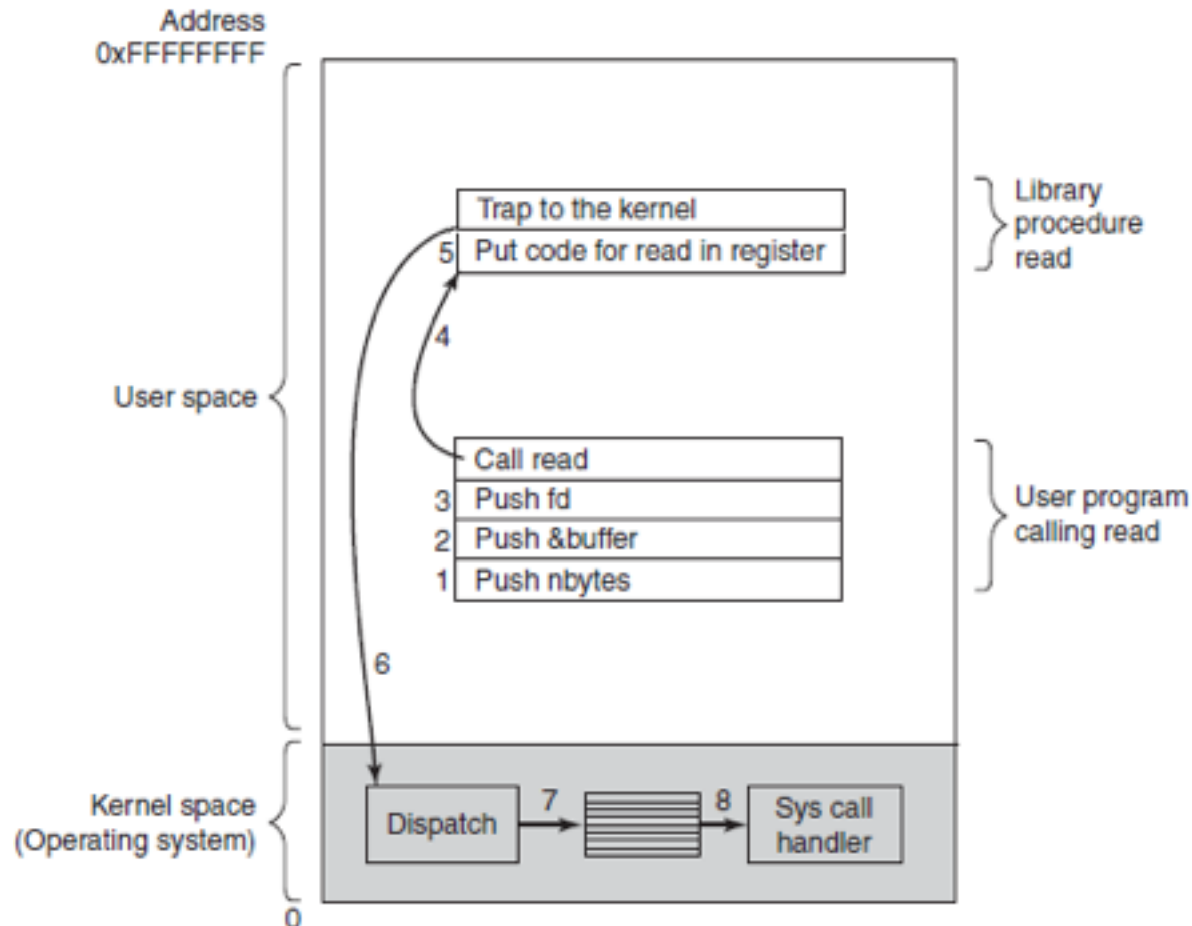 Address
0xFFFFFFFF
Trap to the kernel
5 Put code for read in register
Library
procedure
read
4
User space
Call read
3 Push fd
2 Push &buffer
1 Push nbytes
User program
calling read
6
Kernel space
(Operating system)
Dispatch
7
8
Sys call
handler
0